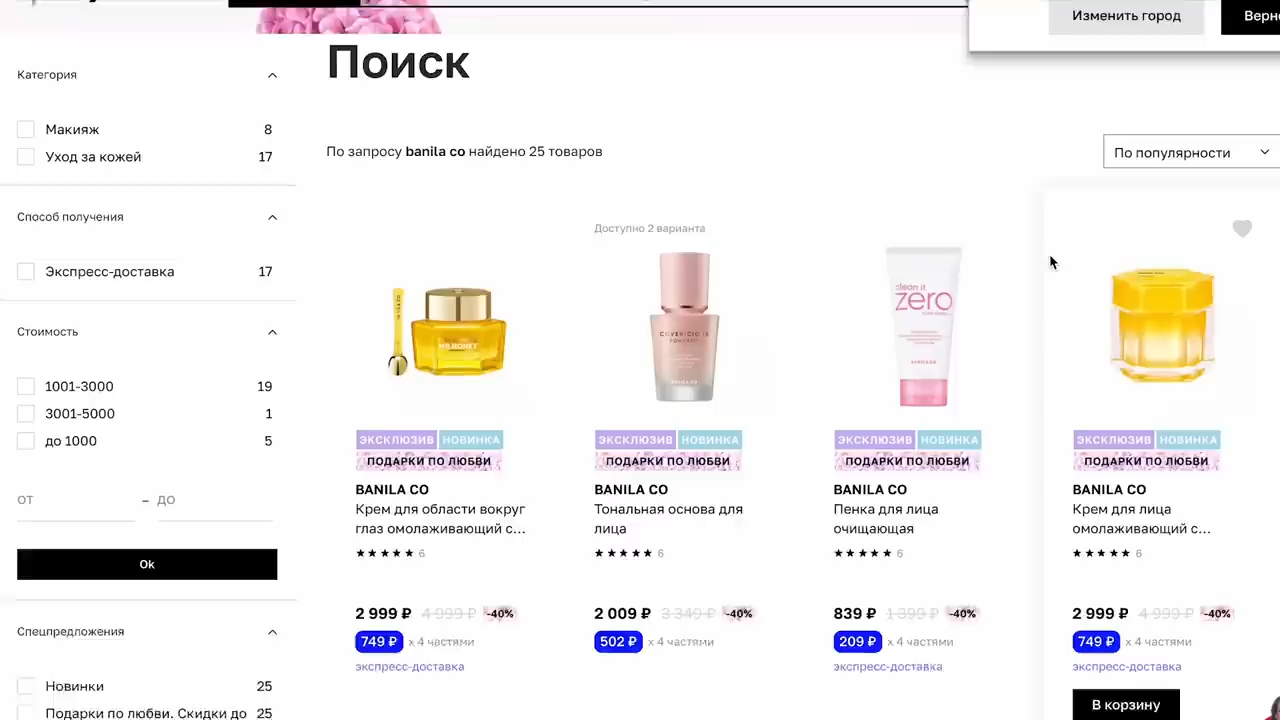 Изменить город
Поиск
Категория
Макияж 8
Уход за кожей 17
Способ получения
Экспресс-доставка 17
Стоимость
1001-3000 19
3001-5000 1
до 1000 5
ОТ – ДО
Ok
Спецпредложения
Новинки 25
Подарки по любви. Скидки до 25
По запросу banila co найдено 25 товаров
По популярности
MR.HONEY
ЭКСКЛЮЗИВ НОВИНКА
ПОДАРКИ ПО ЛЮБВИ
BANILA CO
Крем для области вокруг
глаз омолаживающий с...
★★★★★ 6
2 999 ₽ 4 999 ₽ -40%
749 ₽ х 4 частями
экспресс-доставка
Доступно 2 варианта
BANILA CO
ЭКСКЛЮЗИВ НОВИНКА
ПОДАРКИ ПО ЛЮБВИ
BANILA CO
Тональная основа для
лица
★★★★★ 6
2 009 ₽ 3 349 ₽ -40%
502 ₽ х 4 частями
clean it
zero
ЭКСКЛЮЗИВ НОВИНКА
ПОДАРКИ ПО ЛЮБВИ
BANILA CO
Пенка для лица
очищающая
★★★★★ 6
839 ₽ 1 399 ₽ -40%
209 ₽ х 4 частями
экспресс-доставка
ЭКСКЛЮЗИВ НОВИНКА
ПОДАРКИ ПО ЛЮБВИ
BANILA CO
Крем для лица
омолаживающий с...
★★★★★ 6
2 999 ₽ 4 999 ₽ -40%
749 ₽ х 4 частями
экспресс-доставка
В корзину